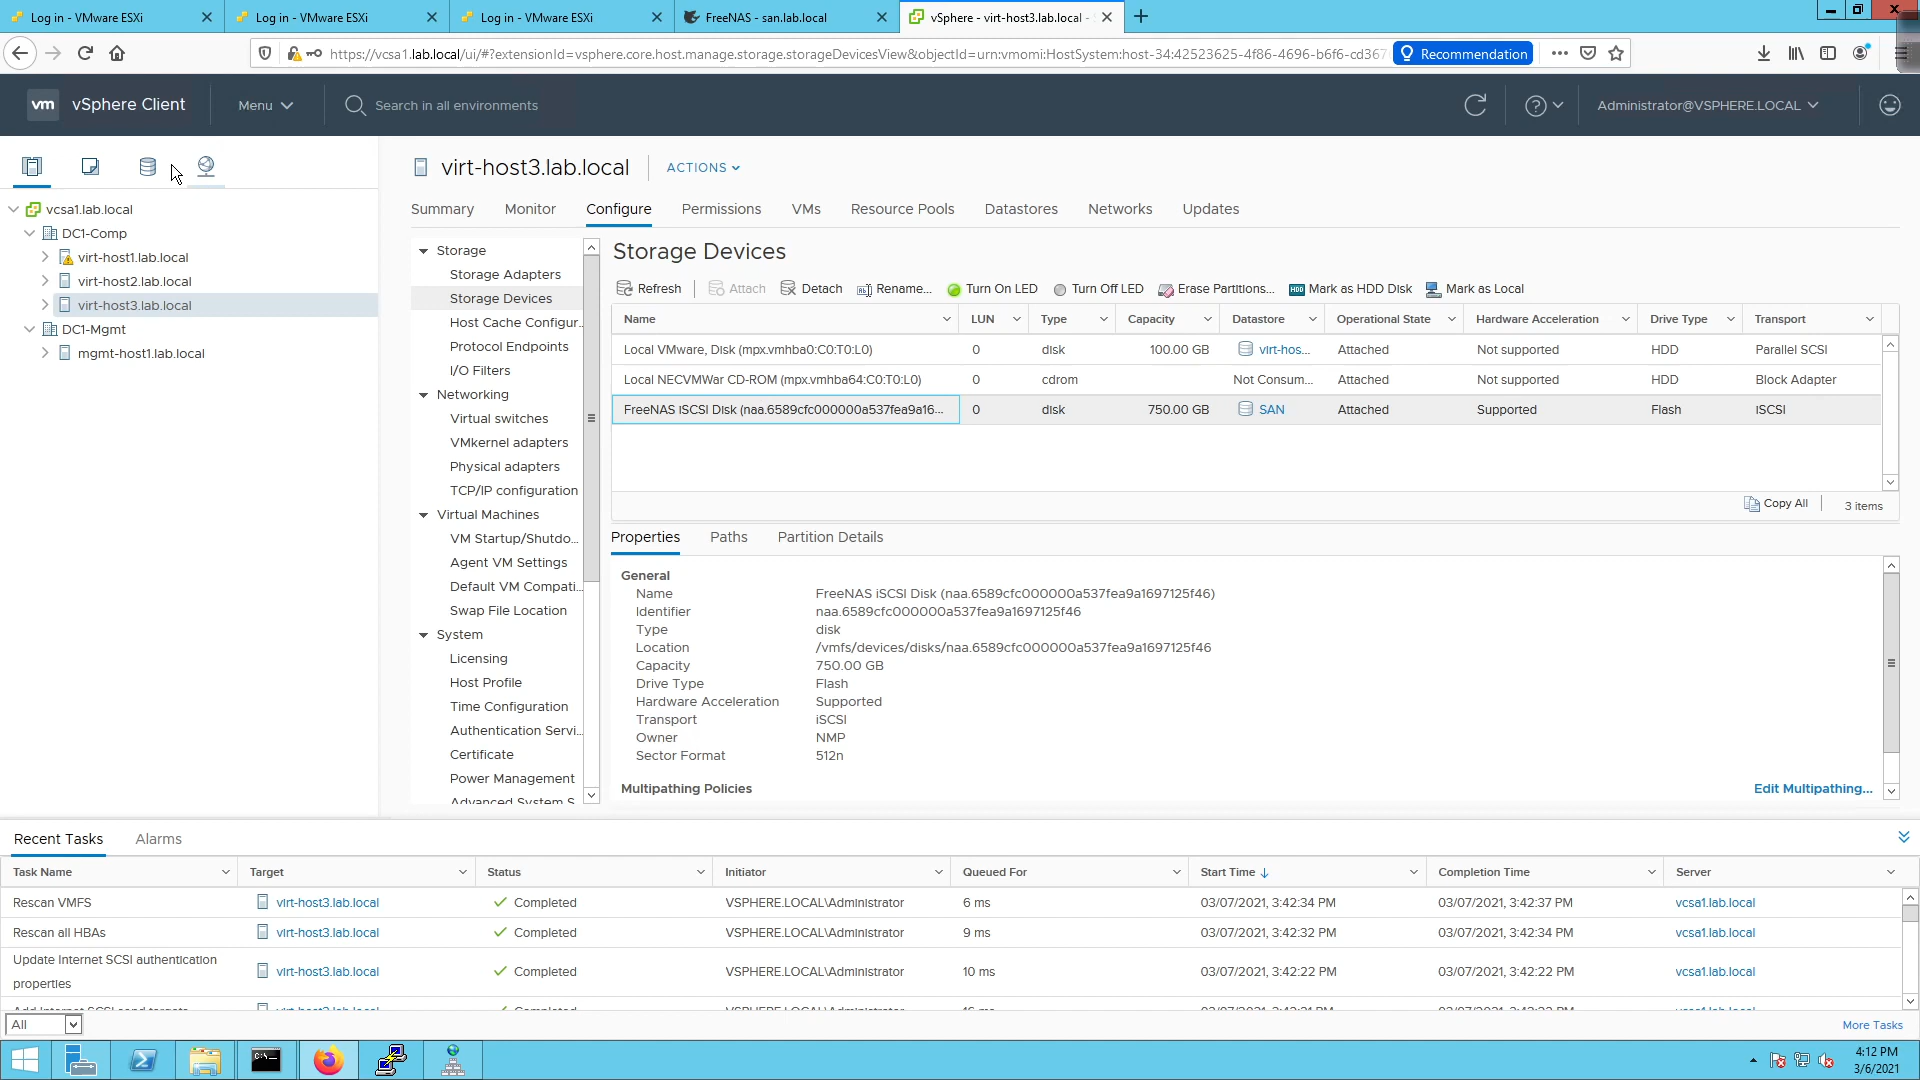 Log in - VMware ESXi
Log in - VMware ESXi
Log in - VMware ESXi
FreeNAS - san.lab.local
vSphere - virt-host3.lab.local -
https://vcsa1.lab.local/ui/#?extensionId=vsphere.core.host.manage.storage.storageDevicesView&objectId=urn:vmomi:HostSystem:host-34:42523625-4f86-4696-b6f6-cd367
Recommendation
vm vSphere Client
Menu
Search in all environments
Administrator@VSPHERE.LOCAL
vcsa1.lab.local
DC1-Comp
virt-host1.lab.local
virt-host2.lab.local
virt-host3.lab.local
DC1-Mgmt
mgmt-host1.lab.local
virt-host3.lab.local
ACTIONS
Summary Monitor Configure Permissions VMs Resource Pools Datastores Networks Updates
Storage
Storage Adapters
Storage Devices
Host Cache Configur...
Protocol Endpoints
I/O Filters
Networking
Virtual switches
VMkernel adapters
Physical adapters
TCP/IP configuration
Virtual Machines
VM Startup/Shutdo...
Agent VM Settings
Default VM Compati...
Swap File Location
System
Licensing
Host Profile
Time Configuration
Authentication Servi...
Certificate
Power Management
Advanced System S
Storage Devices
Refresh Attach Detach Rename... Turn On LED Turn Off LED Erase Partitions... HDD Mark as HDD Disk Mark as Local
Name LUN Type Capacity Datastore Operational State Hardware Acceleration Drive Type Transport
Local VMware, Disk (mpx.vmhba0:C0:T0:L0) 0 disk 100.00 GB virt-hos... Attached Not supported HDD Parallel SCSI
Local NECVMWar CD-ROM (mpx.vmhba64:C0:T0:L0) 0 cdrom Not Consum... Attached Not supported HDD Block Adapter
FreeNAS iSCSI Disk (naa.6589cfc000000a537fea9a16... 0 disk 750.00 GB SAN Attached Supported Flash iSCSI
Copy All 3 items
Properties Paths Partition Details
General
Name FreeNAS iSCSI Disk (naa.6589cfc000000a537fea9a1697125f46)
Identifier naa.6589cfc000000a537fea9a1697125f46
Type disk
Location /vmfs/devices/disks/naa.6589cfc000000a537fea9a1697125f46
Capacity 750.00 GB
Drive Type Flash
Hardware Acceleration Supported
Transport iSCSI
Owner NMP
Sector Format 512n
Multipathing Policies Edit Multipathing...
Recent Tasks Alarms
Task Name Target Status Initiator Queued For Start Time Completion Time Server
Rescan VMFS virt-host3.lab.local Completed VSPHERE.LOCAL\Administrator 6 ms 03/07/2021, 3:42:34 PM 03/07/2021, 3:42:37 PM vcsa1.lab.local
Rescan all HBAs virt-host3.lab.local Completed VSPHERE.LOCAL\Administrator 9 ms 03/07/2021, 3:42:32 PM 03/07/2021, 3:42:34 PM vcsa1.lab.local
Update Internet SCSI authentication
properties virt-host3.lab.local Completed VSPHERE.LOCAL\Administrator 10 ms 03/07/2021, 3:42:22 PM 03/07/2021, 3:42:22 PM vcsa1.lab.local
All
More Tasks
4:12 PM
3/6/2021